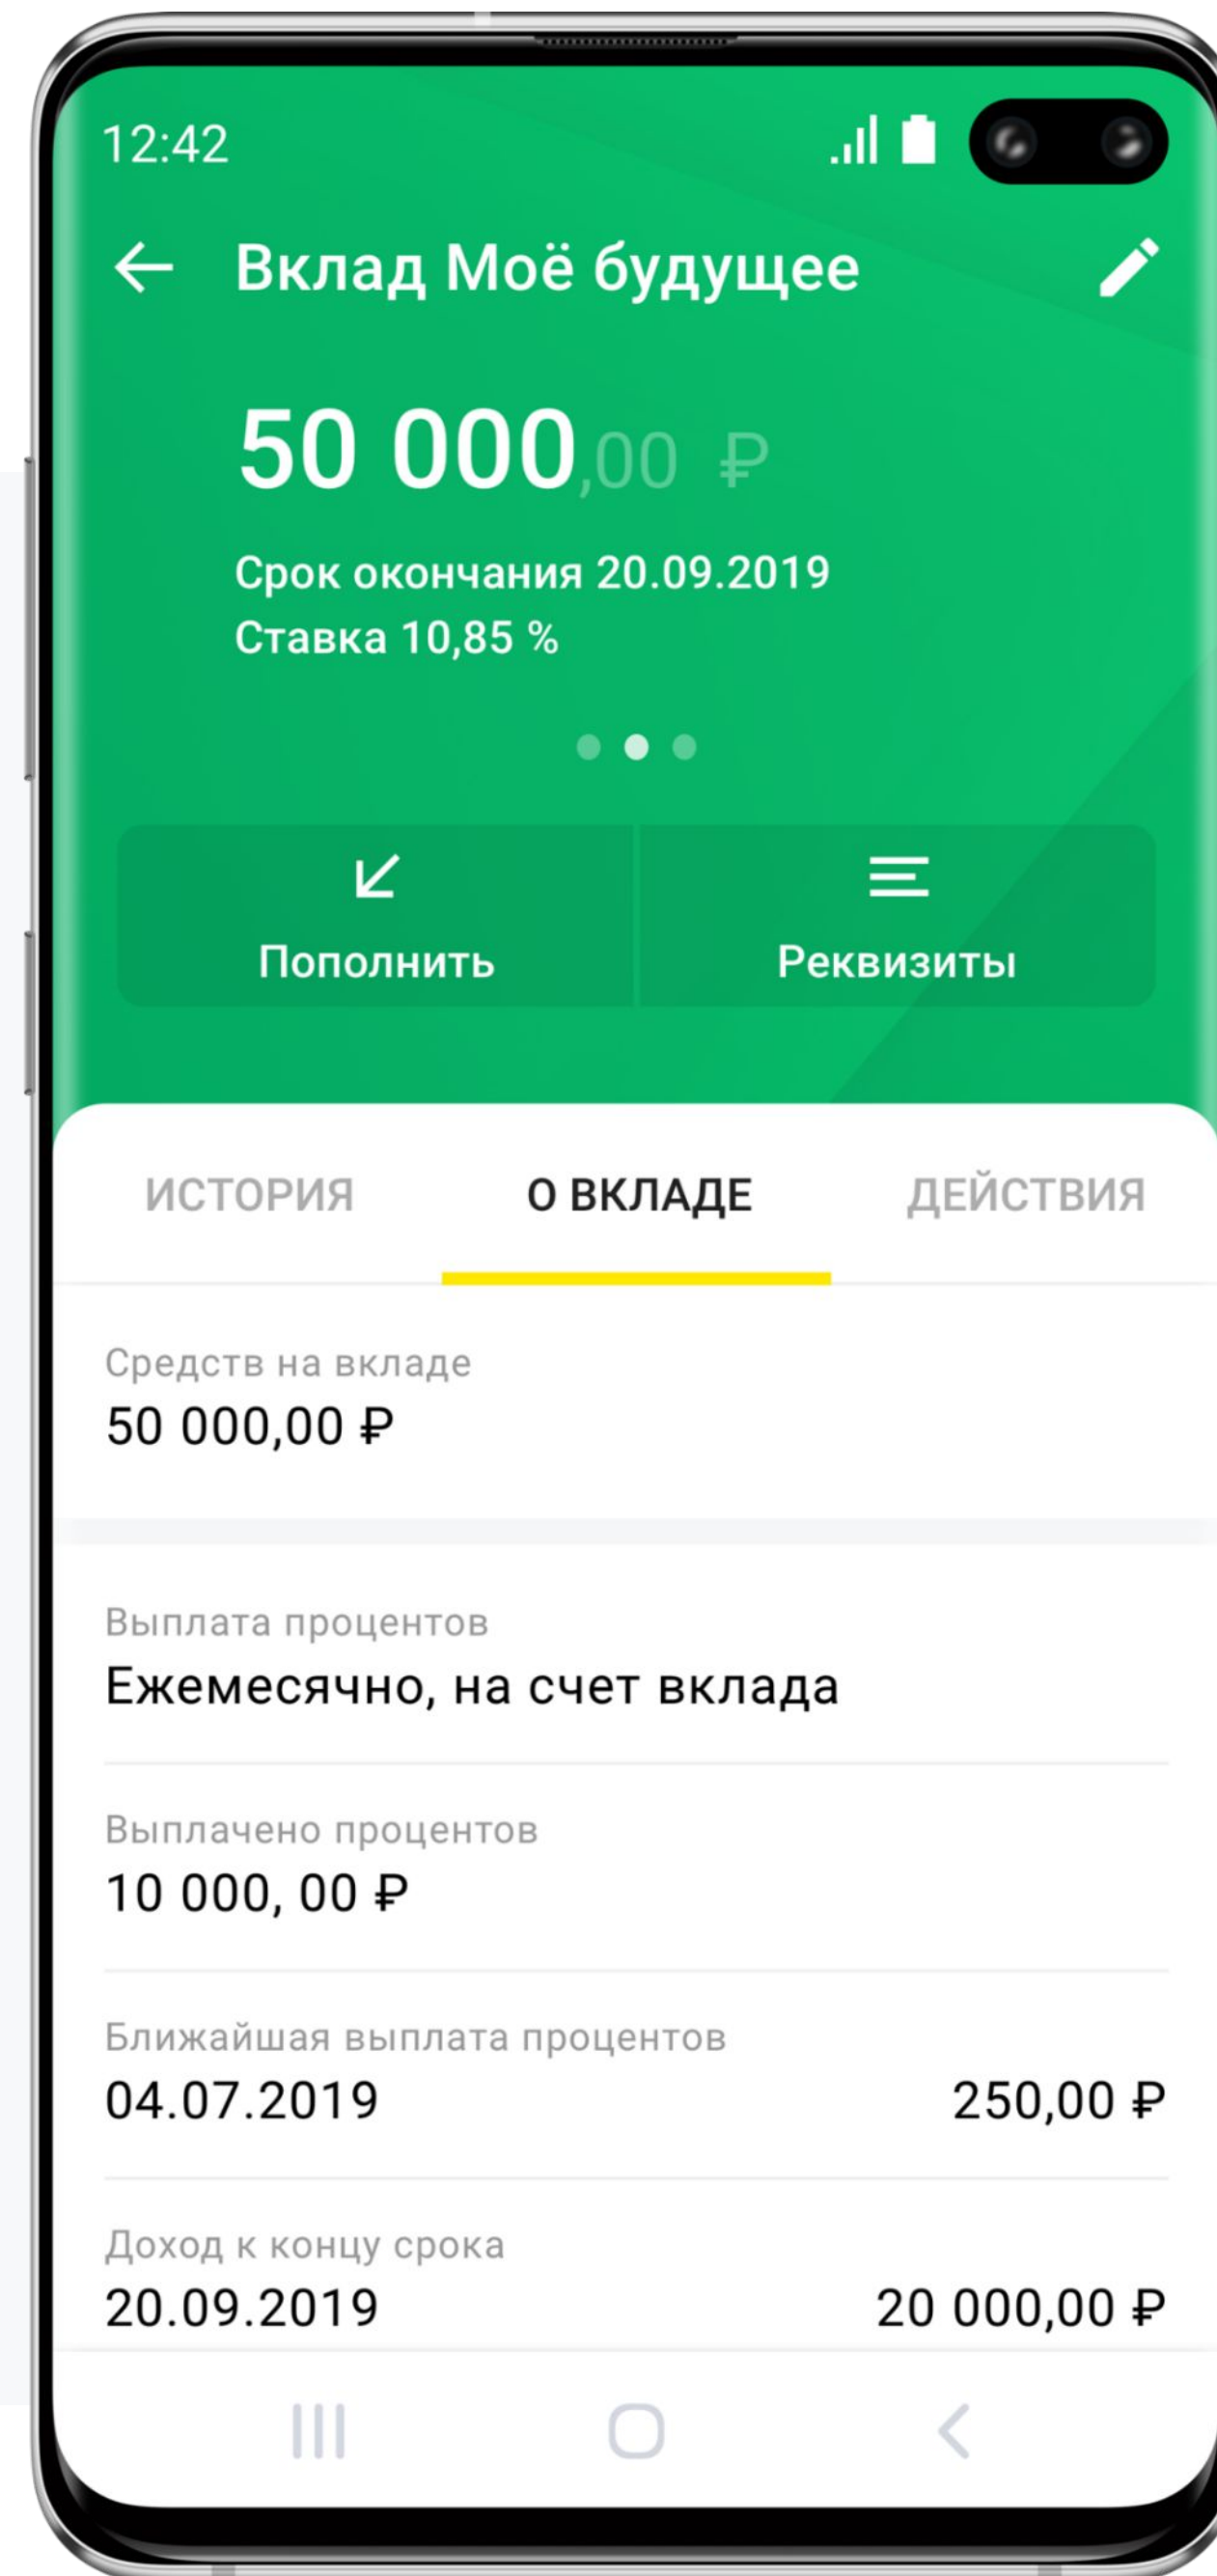 12:42
Вклад Моё будущее
50 000,00 ₽
Срок окончания 20.09.2019
Ставка 10,85 %
Пополнить
Реквизиты
ИСТОРИЯ
О ВКЛАДЕ
ДЕЙСТВИЯ
Средств на вкладе
50 000,00 ₽
Выплата процентов
Ежемесячно, на счет вклада
Выплачено процентов
10 000, 00 ₽
Ближайшая выплата процентов
04.07.2019 250,00 ₽
Доход к концу срока
20.09.2019 20 000,00 ₽